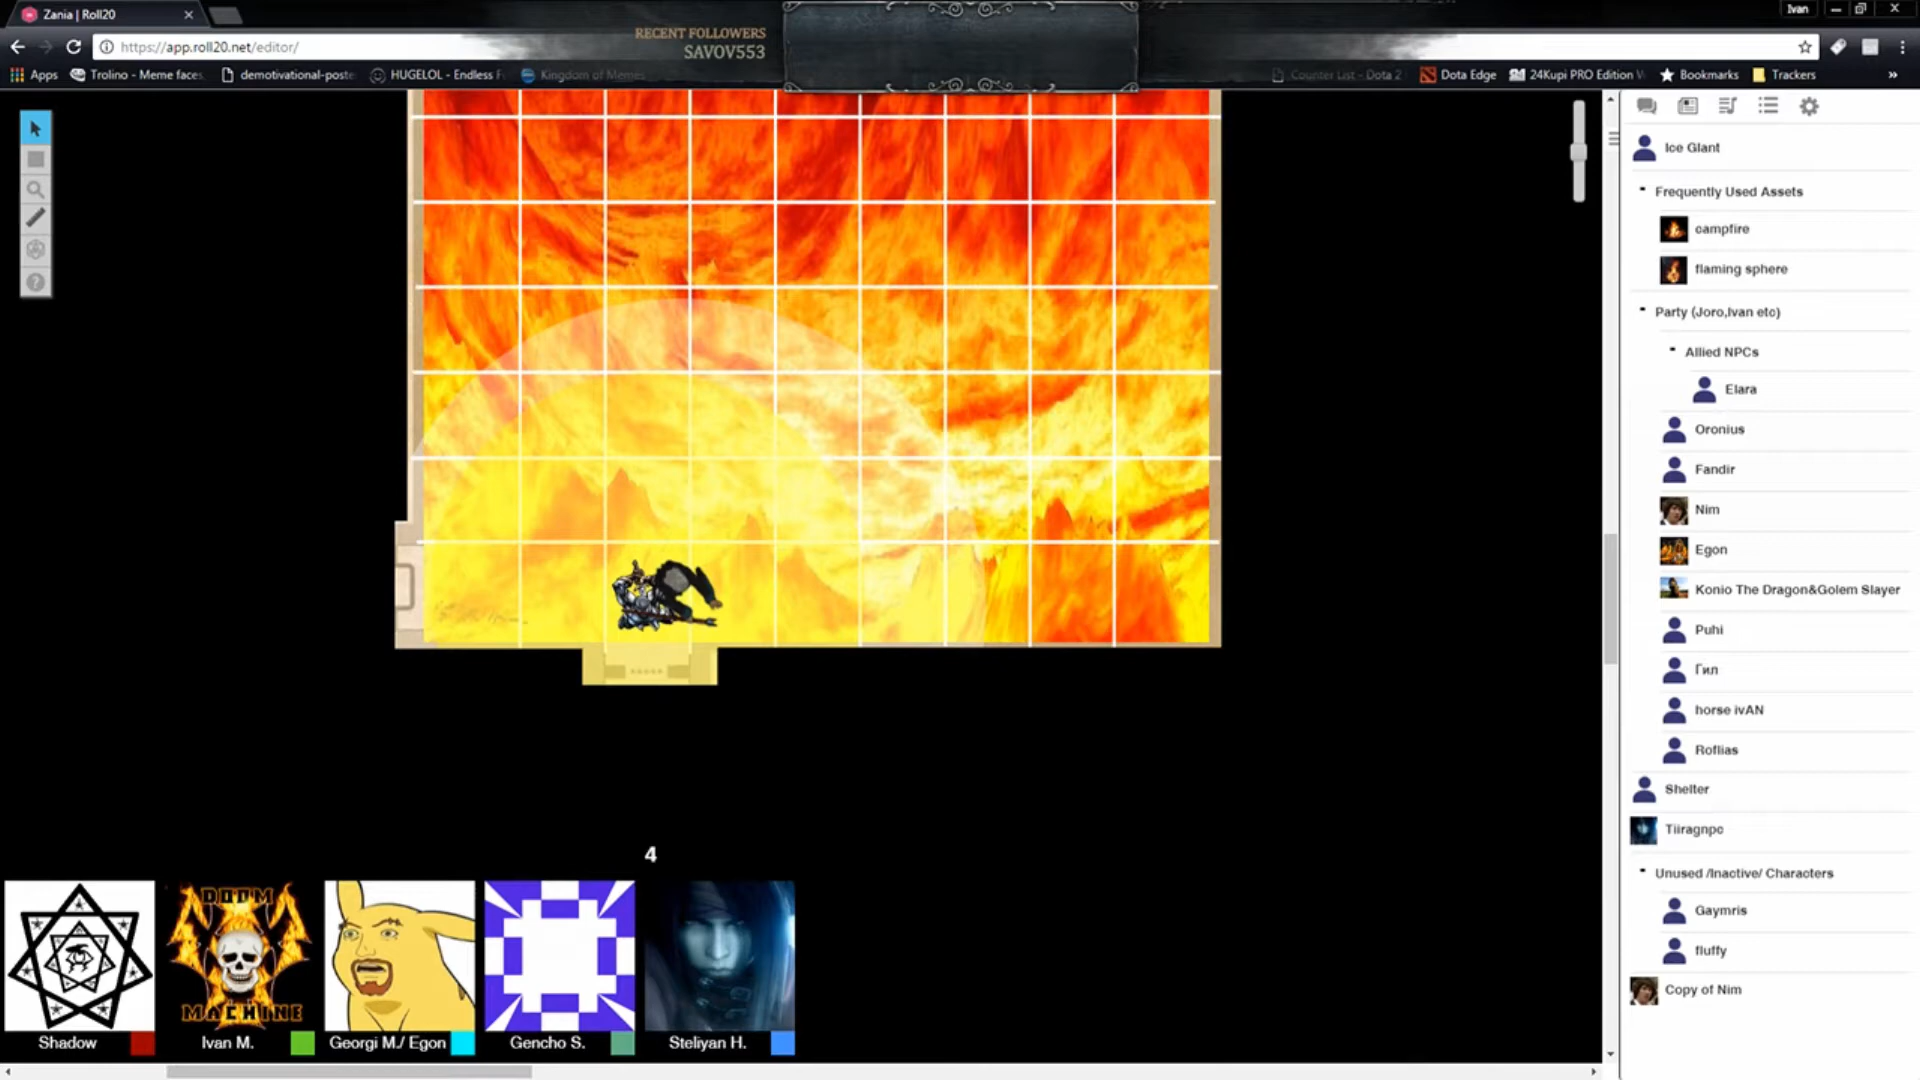 Zania | Roll20
Ivan
https://app.roll20.net/editor/
RECENT FOLLOWERS
SAVOV553
Apps
Trolino - Meme faces
demotivational-poste
HUGELOL - Endless F
Kingdom of Memes
Counter List - Dota 2
Dota Edge
24Kupi PRO Edition
Bookmarks
Trackers
»
Ice Giant
Frequently Used Assets
campfire
flaming sphere
Party (Joro,Ivan etc)
Allied NPCs
Elara
Oronius
Fandir
Nim
Egon
Konio The Dragon&Golem Slayer
Puhi
Гил
horse ivAN
Roflias
Shelter
Tiiragnpc
Unused /Inactive/ Characters
Gaymris
fluffy
Copy of Nim
4
DOOM
MACHINE
Shadow
Ivan M.
Georgi M./ Egon
Gencho S.
Steliyan H.